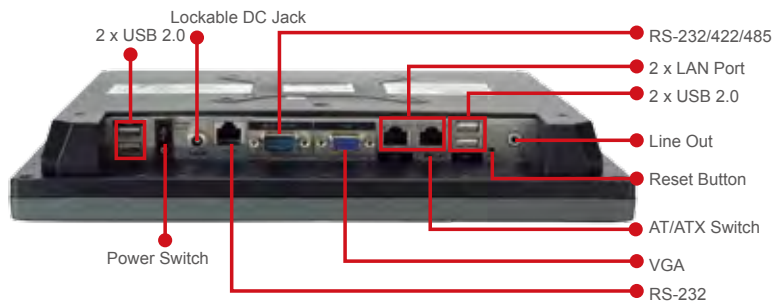 Lockable DC Jack
2 x USB 2.0
RS-232/422/485
2 x LAN Port
2 x USB 2.0
Line Out
Reset Button
AT/ATX Switch
Power Switch
VGA
RS-232